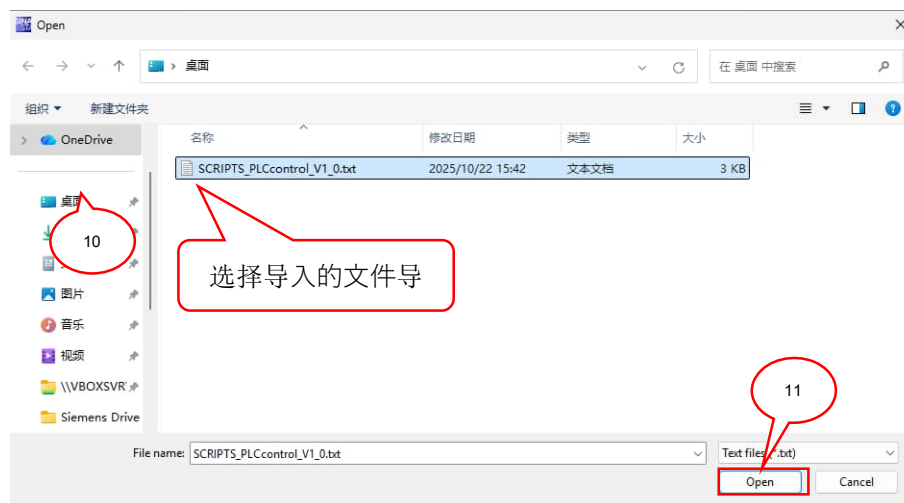 Open
桌面
在 桌面 中搜索
组织
新建文件夹
OneDrive
名称
修改日期
类型
大小
SCRIPTS_PLCcontrol_V1_0.txt
2025/10/22 15:42
文本文档
3 KB
桌面
10
选择导入的文件导
图片
音乐
视频
\\VBOXSVR
Siemens Drive
11
File name:
SCRIPTS_PLCcontrol_V1_0.txt
Text files (*.txt)
Open
Cancel